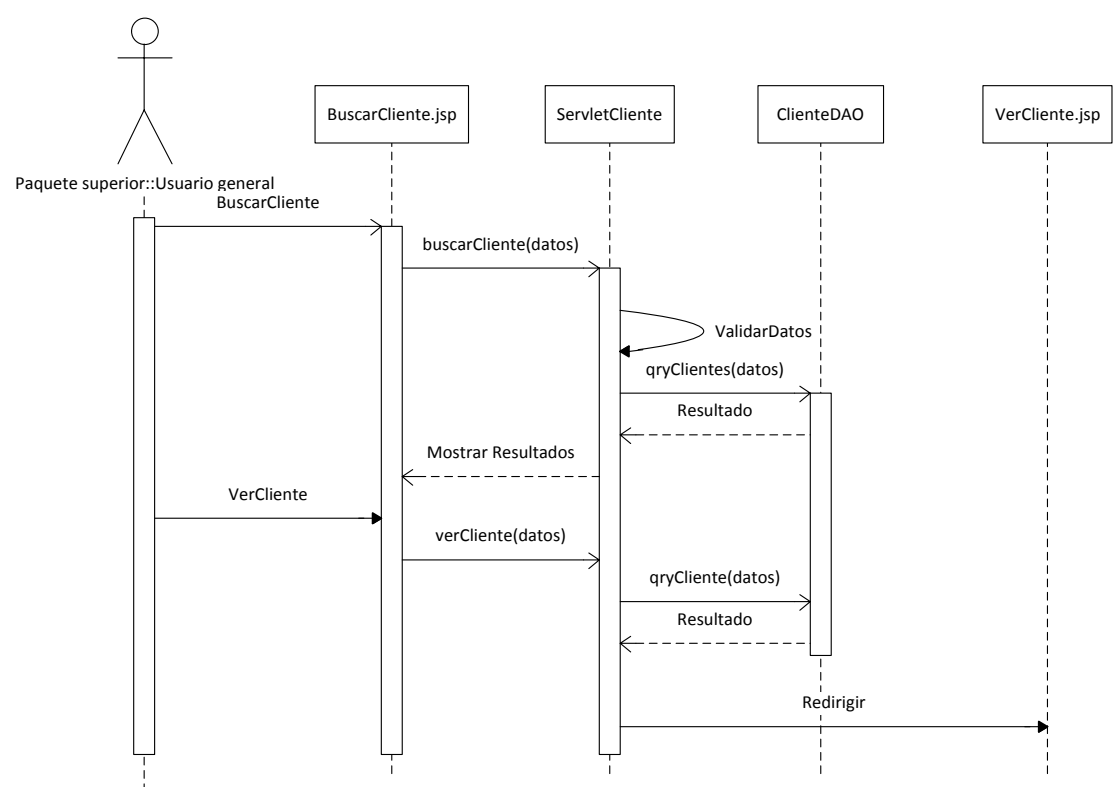 BuscarCliente.jsp
ServletCliente
ClienteDAO
VerCliente.jsp
Paquete superior::Usuario general
BuscarCliente
buscarCliente(datos)
ValidarDatos
qryClientes(datos)
Resultado
Mostrar Resultados
VerCliente
verCliente(datos)
qryCliente(datos)
Resultado
Redirigir